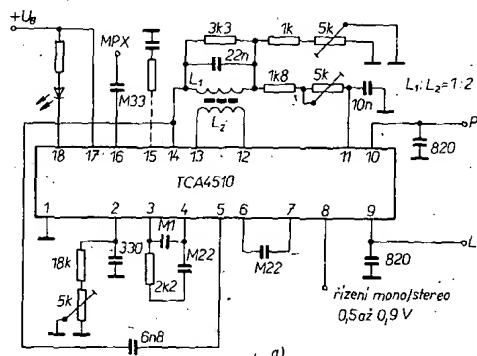 +U_B
MPX
M33
3k3
22n
L₁
L₂
1k
5k
1k8
5k
10n
L₁:L₂=1:2
P
820
18 17 16 15 14 13 12 11 10
TCA4510
1 2 3 4 5 6 7 8 9
M1
330
18k
5k
2k2
M22
M22
6n8
820
L
řízení mono/stereo
0,5 až 0,9 V
a)